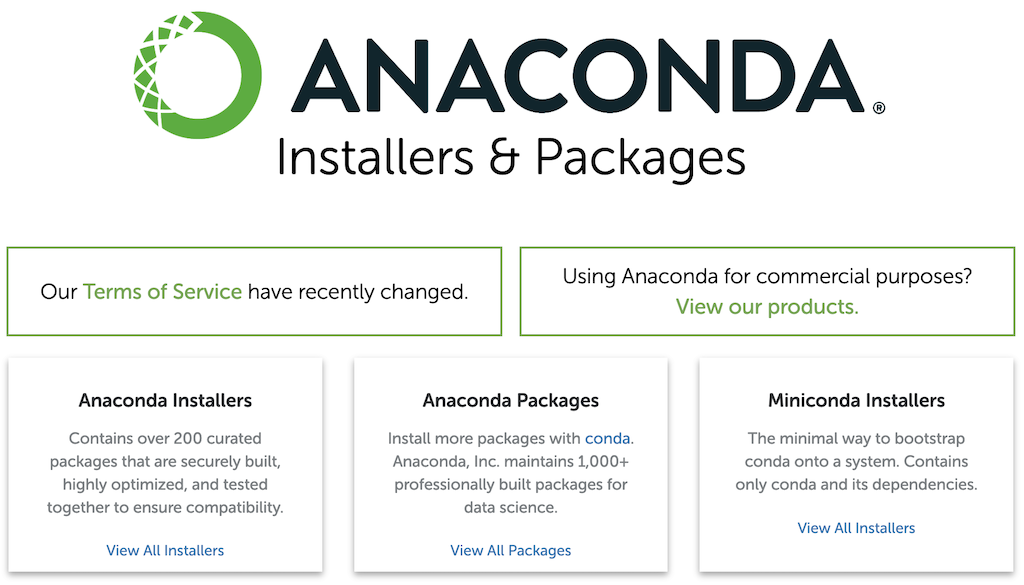 ANACONDA®
Installers & Packages
Our Terms of Service have recently changed.
Using Anaconda for commercial purposes?
View our products.
Anaconda Installers
Contains over 200 curated
packages that are securely built,
highly optimized, and tested
together to ensure compatibility.
View All Installers
Anaconda Packages
Install more packages with conda.
Anaconda, Inc. maintains 1,000+
professionally built packages for
data science.
View All Packages
Miniconda Installers
The minimal way to bootstrap
conda onto a system. Contains
only conda and its dependencies.
View All Installers